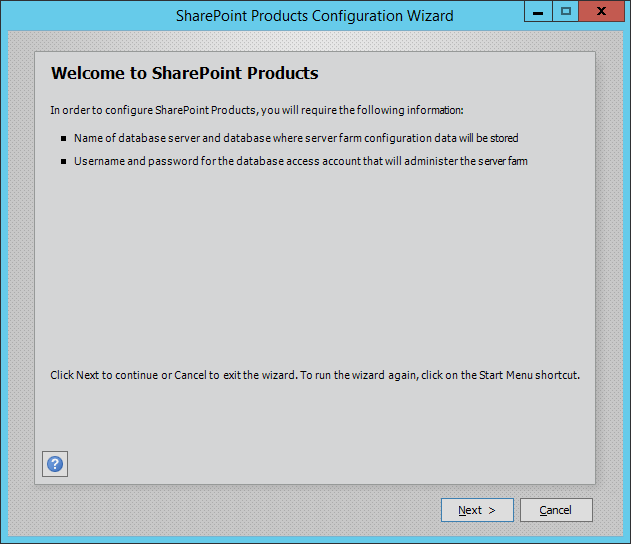 SharePoint Products Configuration Wizard
Welcome to SharePoint Products
In order to configure SharePoint Products, you will require the following information:
Name of database server and database where server farm configuration data will be stored
Username and password for the database access account that will administer the server farm
Click Next to continue or Cancel to exit the wizard. To run the wizard again, click on the Start Menu shortcut.
?
Next >
Cancel